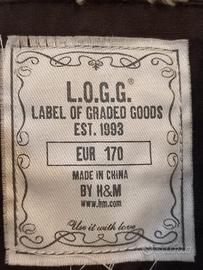 L.O.G.G.®
LABEL OF GRADED GOODS
EST. 1993
EUR 170
MADE IN CHINA
BY H&M
www.hm.com
Use it with love